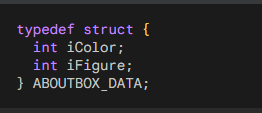 typedef struct {
  int iColor;
  int iFigure;
} ABOUTBOX_DATA;